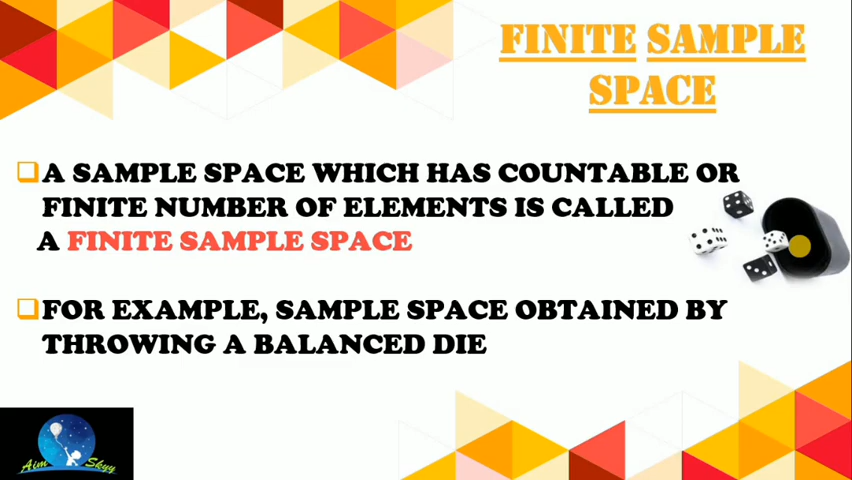 FINITE SAMPLE
SPACE
A SAMPLE SPACE WHICH HAS COUNTABLE OR
FINITE NUMBER OF ELEMENTS IS CALLED
A FINITE SAMPLE SPACE
FOR EXAMPLE, SAMPLE SPACE OBTAINED BY
THROWING A BALANCED DIE
Aim Skyy